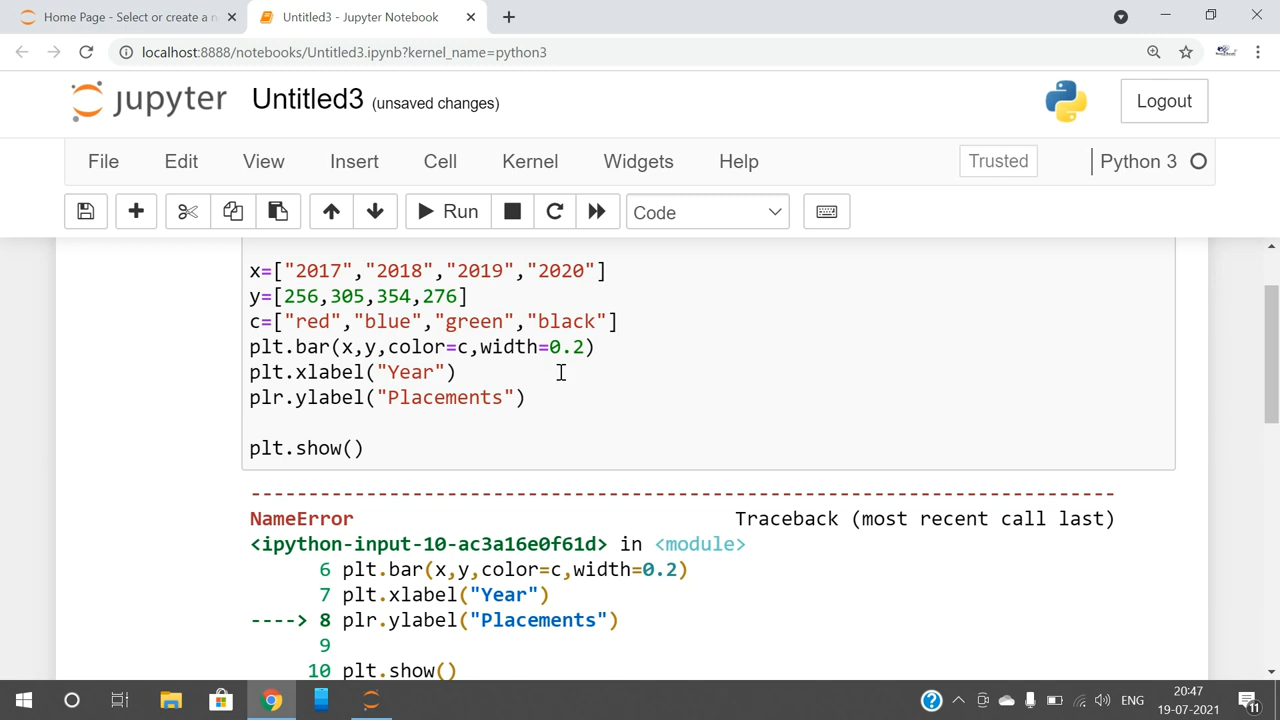 Home Page - Select or create a n
Untitled3 - Jupyter Notebook
localhost:8888/notebooks/Untitled3.ipynb?kernel_name=python3
jupyter Untitled3 (unsaved changes)
Logout
File Edit View Insert Cell Kernel Widgets Help
Trusted
Python 3
Run
Code
x=["2017","2018","2019","2020"]
y=[256,305,354,276]
c=["red","blue","green","black"]
plt.bar(x,y,color=c,width=0.2)
plt.xlabel("Year")
plr.ylabel("Placements")
plt.show()
---------------------------------------------------------------------------
NameError Traceback (most recent call last)
<ipython-input-10-ac3a16e0f61d> in <module>
6 plt.bar(x,y,color=c,width=0.2)
7 plt.xlabel("Year")
----> 8 plr.ylabel("Placements")
9
10 plt.show()
ENG
20:47
19-07-2021
11